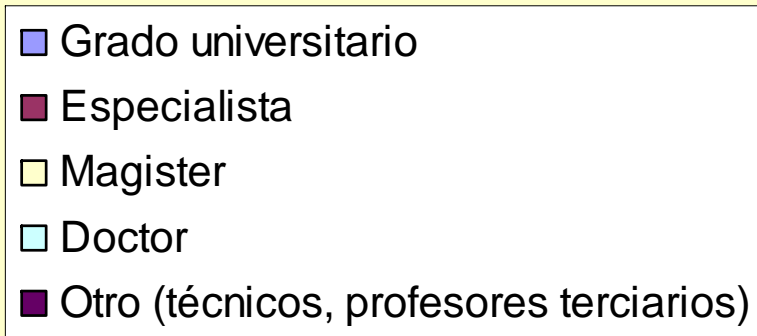 Grado universitario
Especialista
Magister
Doctor
Otro (técnicos, profesores terciarios)